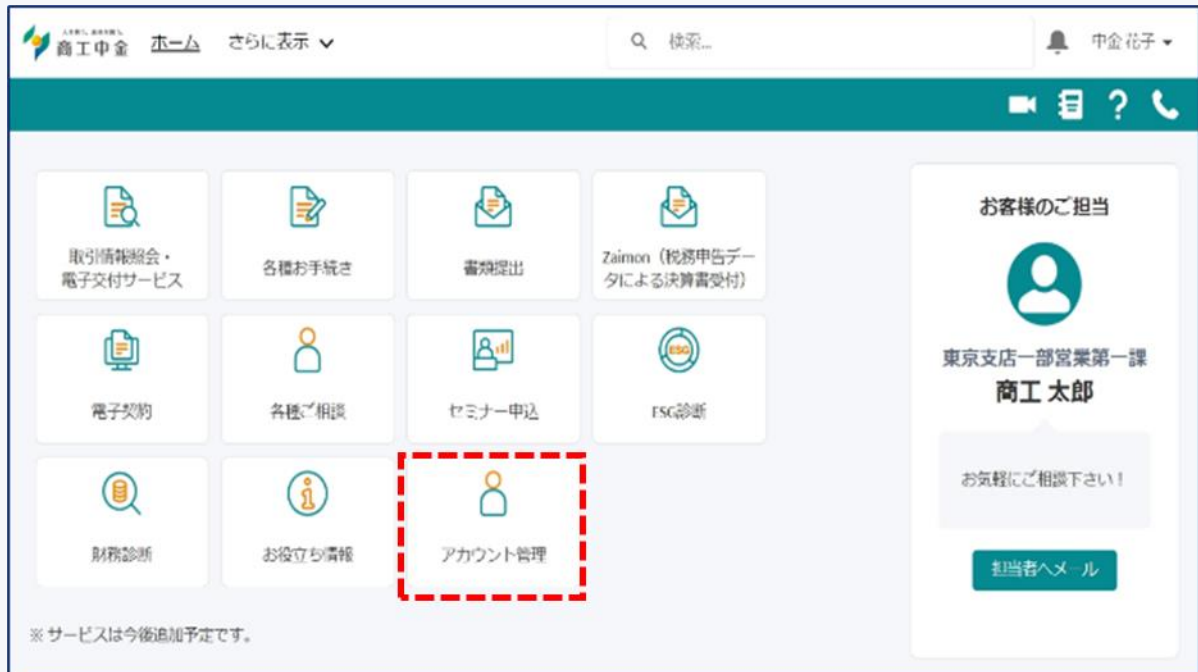 商工中金
ホーム
さらに表示
検索...
中金 花子
?
取引情報照会・
電子交付サービス
各種お手続き
書類提出
Zaimon（税務申告デー
タによる決算書受付）
電子契約
各種ご相談
セミナー申込
ESG
ESG診断
財務診断
お役立ち情報
アカウント管理
※ サービスは今後追加予定です。
お客様のご担当
東京支店一部営業第一課
商工 太郎
お気軽にご相談下さい！
担当者へメール